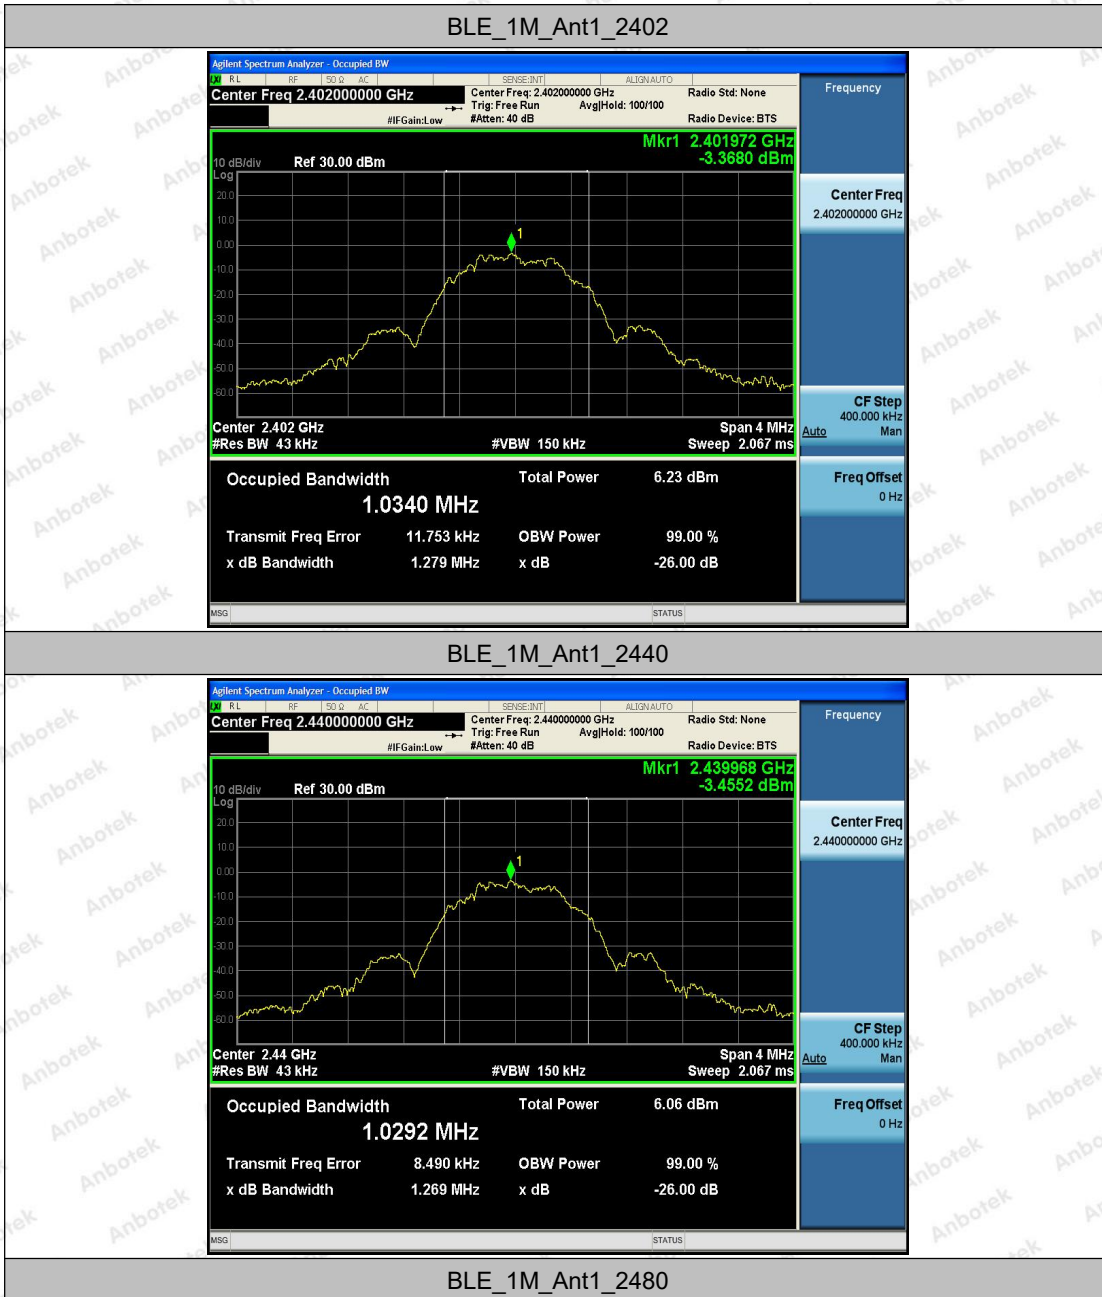 BLE_1M_Ant1_2402
Agilent Spectrum Analyzer - Occupied BW
LXI RL RF 50 Ω AC SENSE:INT ALIGNAUTO
Center Freq 2.402000000 GHz
Center Freq: 2.402000000 GHz Radio Std: None
Trig: Free Run Avg|Hold: 100/100
#IFGain:Low #Atten: 40 dB Radio Device: BTS
Frequency
Mkr1 2.401972 GHz
-3.3680 dBm
10 dB/div Ref 30.00 dBm
Log
20.0
10.0
0.00
-10.0
-20.0
-30.0
-40.0
-50.0
-60.0
1
Center 2.402 GHz Span 4 MHz
#Res BW 43 kHz #VBW 150 kHz Sweep 2.067 ms
Center Freq
2.402000000 GHz
CF Step
400.000 kHz
Auto Man
Freq Offset
0 Hz
Occupied Bandwidth Total Power 6.23 dBm
1.0340 MHz
Transmit Freq Error 11.753 kHz OBW Power 99.00 %
x dB Bandwidth 1.279 MHz x dB -26.00 dB
MSG STATUS
BLE_1M_Ant1_2440
Agilent Spectrum Analyzer - Occupied BW
LXI RL RF 50 Ω AC SENSE:INT ALIGNAUTO
Center Freq 2.440000000 GHz
Center Freq: 2.440000000 GHz Radio Std: None
Trig: Free Run Avg|Hold: 100/100
#IFGain:Low #Atten: 40 dB Radio Device: BTS
Frequency
Mkr1 2.439968 GHz
-3.4552 dBm
10 dB/div Ref 30.00 dBm
Log
20.0
10.0
0.00
-10.0
-20.0
-30.0
-40.0
-50.0
-60.0
1
Center 2.44 GHz Span 4 MHz
#Res BW 43 kHz #VBW 150 kHz Sweep 2.067 ms
Center Freq
2.440000000 GHz
CF Step
400.000 kHz
Auto Man
Freq Offset
0 Hz
Occupied Bandwidth Total Power 6.06 dBm
1.0292 MHz
Transmit Freq Error 8.490 kHz OBW Power 99.00 %
x dB Bandwidth 1.269 MHz x dB -26.00 dB
MSG STATUS
BLE_1M_Ant1_2480
Anbotek